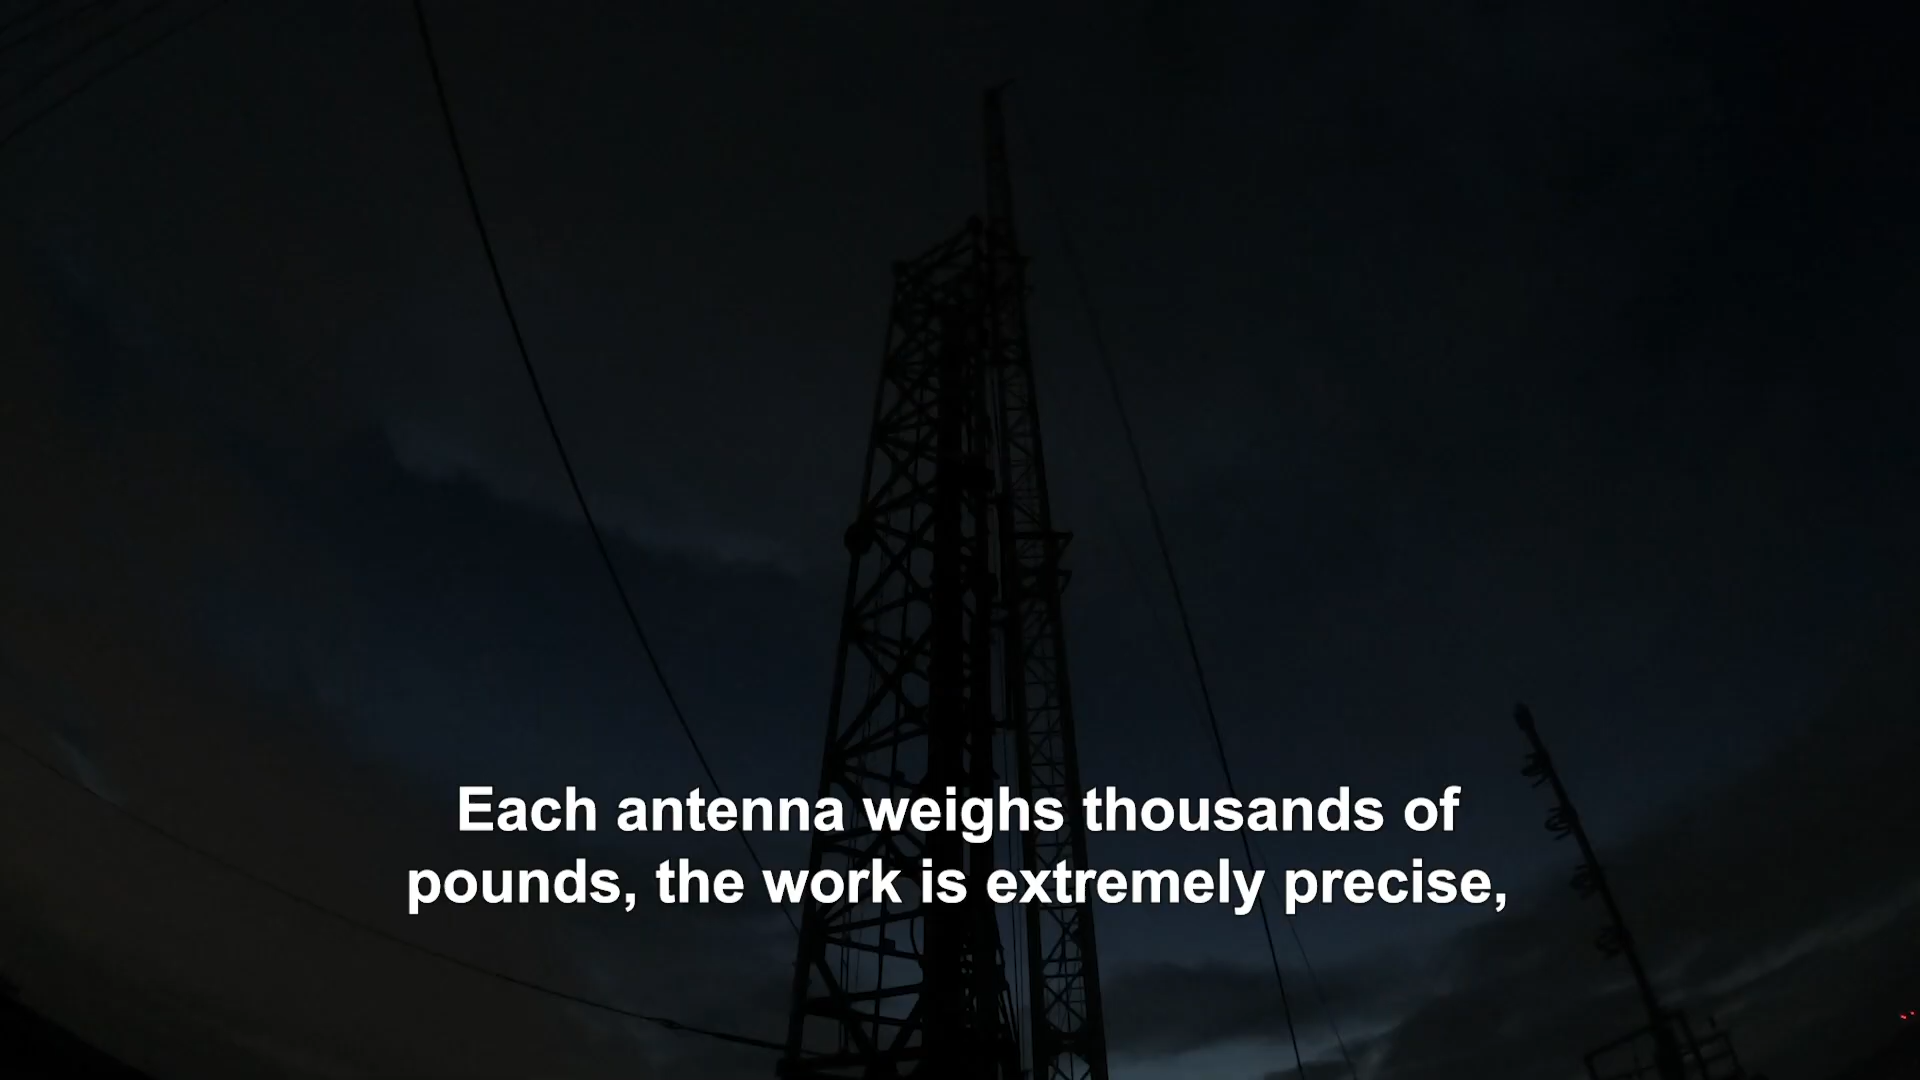 Each antenna weighs thousands of
pounds, the work is extremely precise,